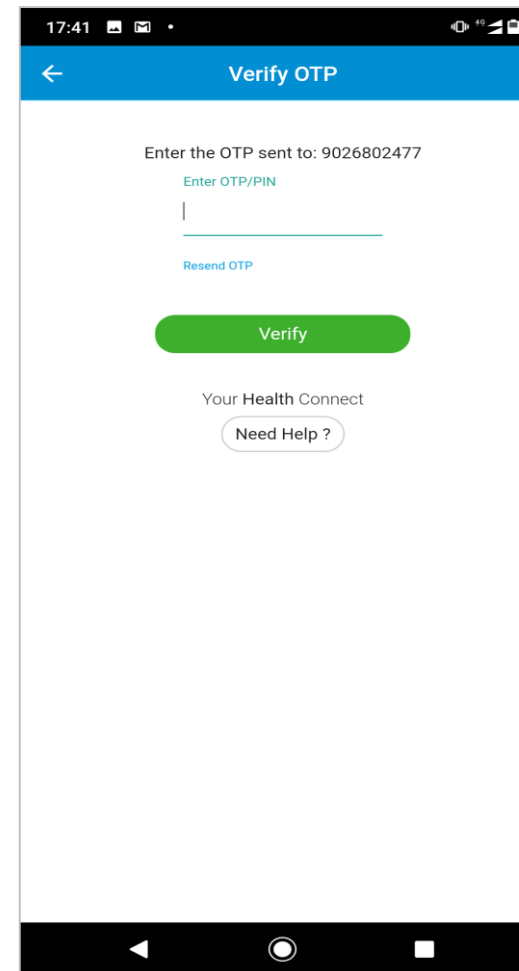 17:41
4G
Verify OTP
Enter the OTP sent to: 9026802477
Enter OTP/PIN
Resend OTP
Verify
Your Health Connect
Need Help ?